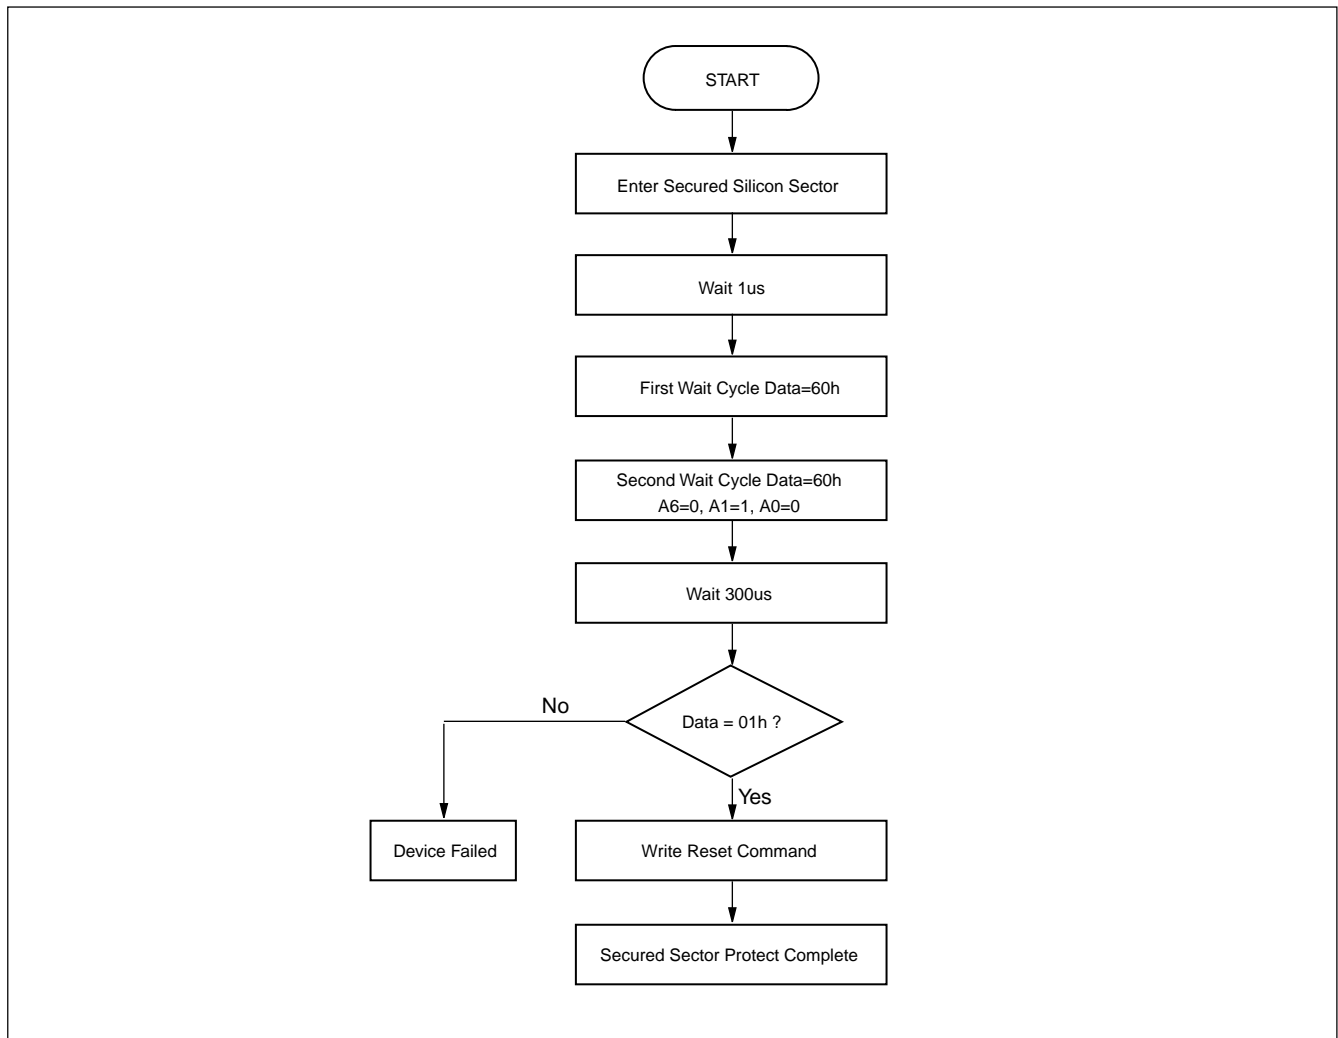 START
Enter Secured Silicon Sector
Wait 1us
First Wait Cycle Data=60h
Second Wait Cycle Data=60h
A6=0, A1=1, A0=0
Wait 300us
No
Data = 01h ?
Yes
Device Failed
Write Reset Command
Secured Sector Protect Complete